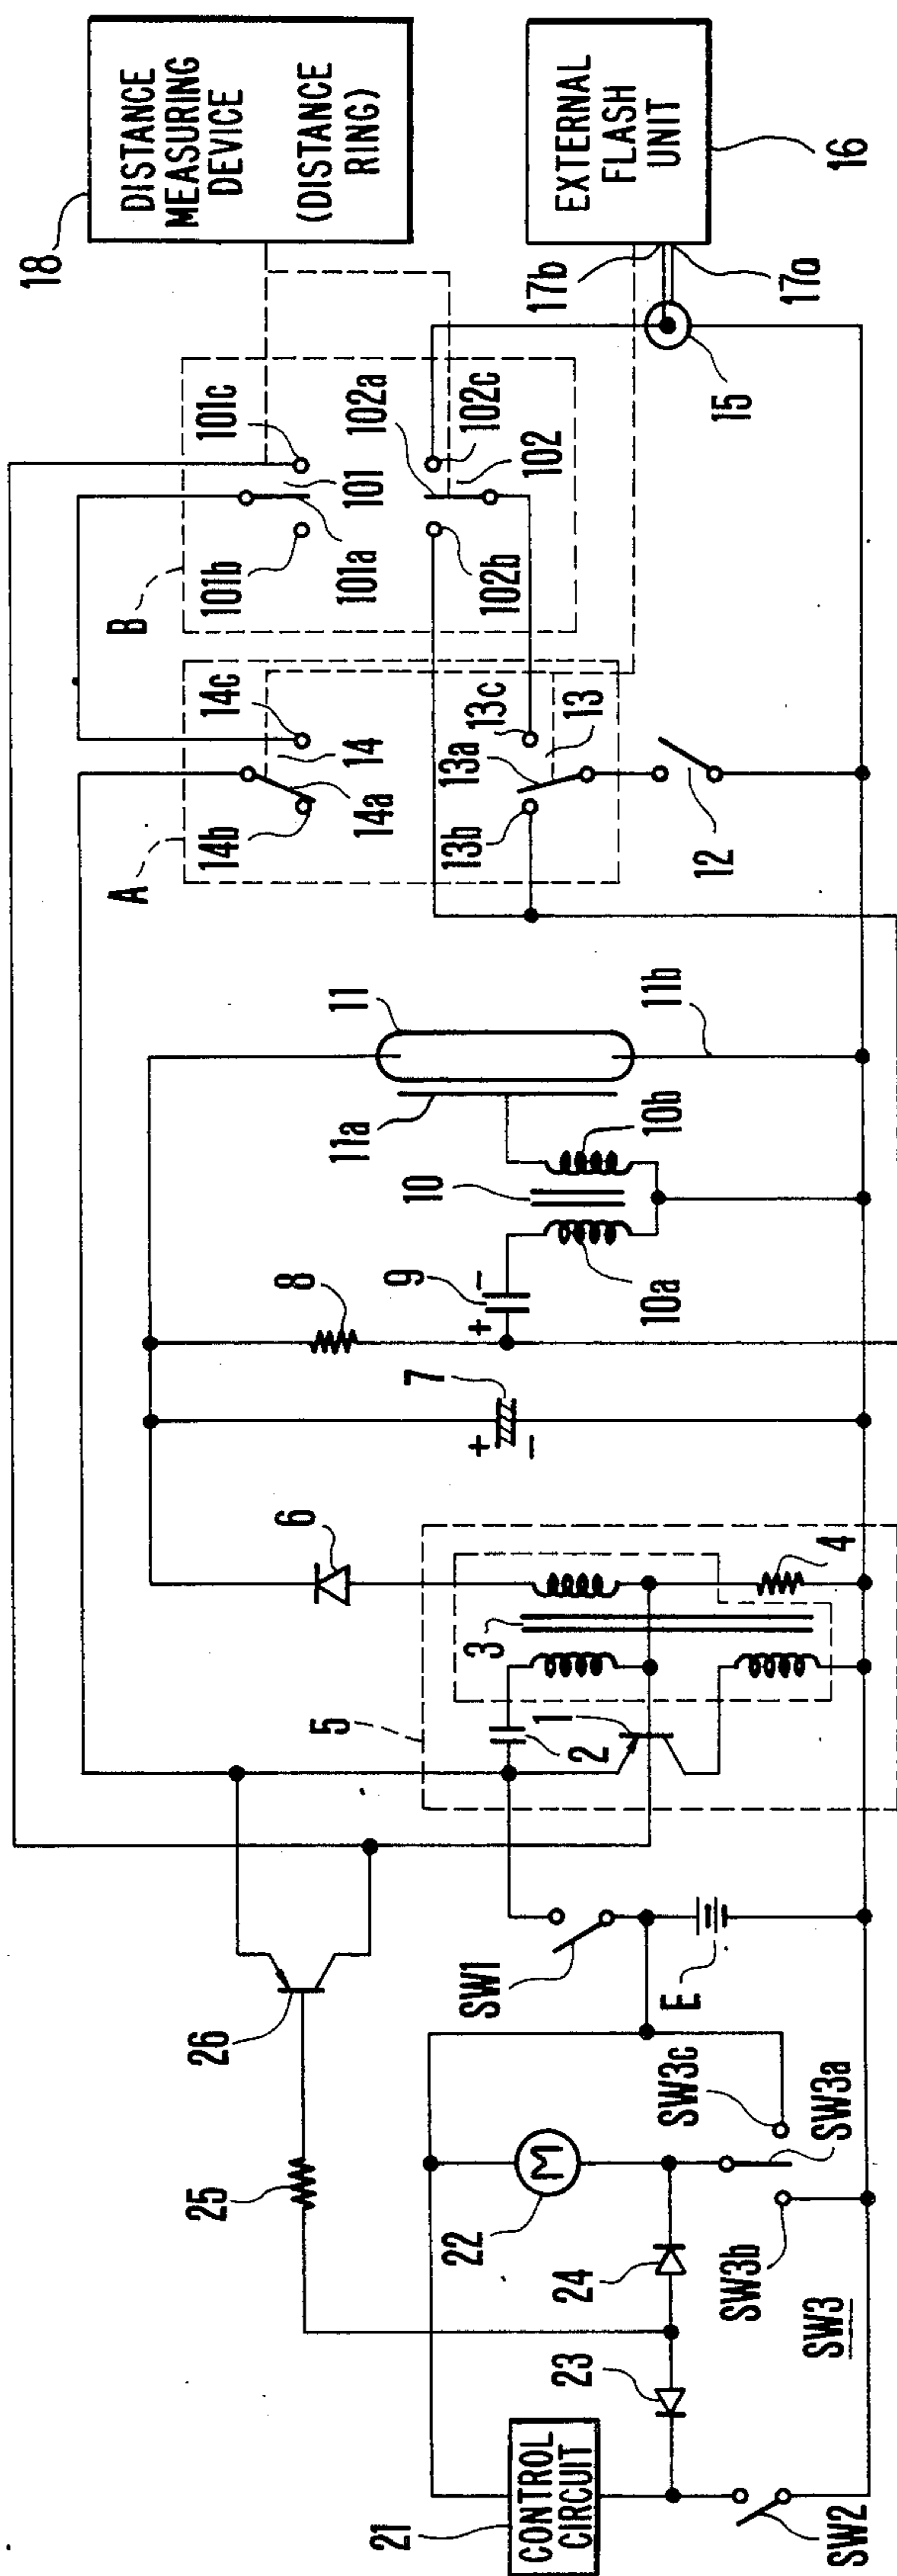 18
DISTANCE
MEASURING
DEVICE
(DISTANCE
RING)
EXTERNAL
FLASH
UNIT
16
17b
17a
15
B
101c
101
101b
101a
102a
102c
102
102b
A
14c
14
14b
14a
13c
13a
13
13b
12
11
11b
11a
10b
10
10a
9
+
−
8
7
+
−
6
5
4
3
2
1
26
25
SW1
E
SW3c
SW3a
SW3b
SW3
22
M
24
23
21
CONTROL
CIRCUIT
SW2